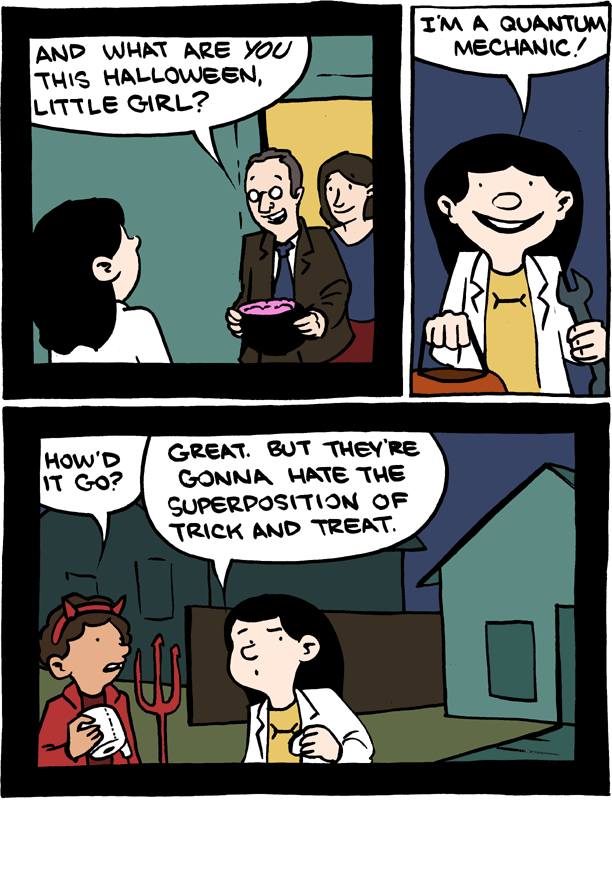 AND WHAT ARE YOU
THIS HALLOWEEN,
LITTLE GIRL?
I'M A QUANTUM
MECHANIC!
HOW'D
IT GO?
GREAT. BUT THEY'RE
GONNA HATE THE
SUPERPOSITION OF
TRICK AND TREAT.